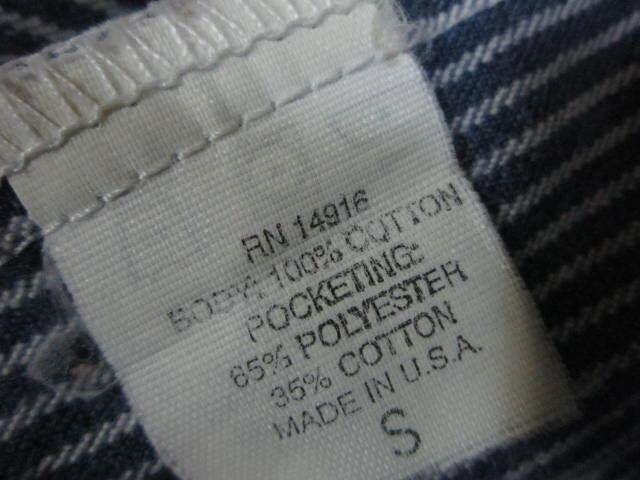 RN 14916
BODY: 100% COTTON
POCKETING:
65% POLYESTER
35% COTTON
MADE IN U.S.A.
S